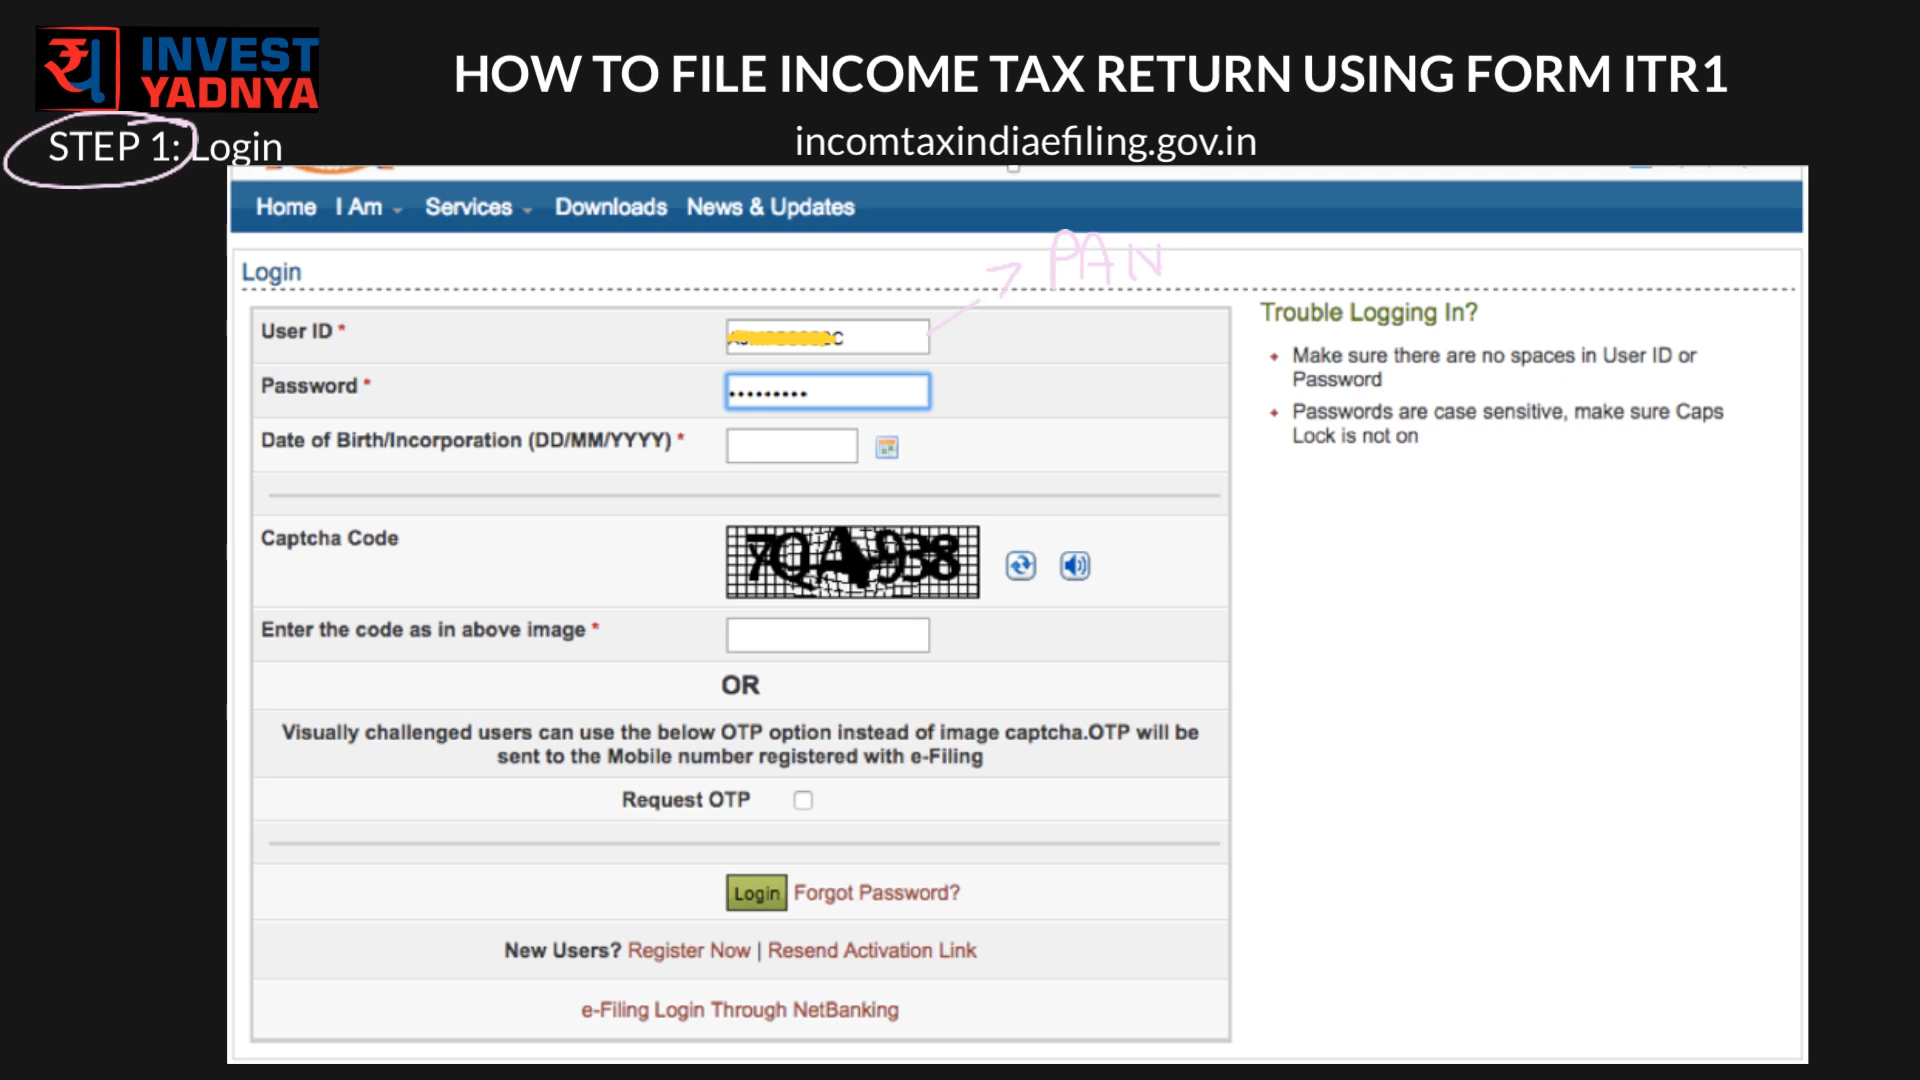 INVEST
YADNYA
HOW TO FILE INCOME TAX RETURN USING FORM ITR1
STEP 1: Login
incomtaxindiaefiling.gov.in
Home I Am Services Downloads News & Updates
PAN
Login
Trouble Logging In?
User ID *
Make sure there are no spaces in User ID or
Password
Password *
Passwords are case sensitive, make sure Caps
Lock is not on
Date of Birth/Incorporation (DD/MM/YYYY) *
Captcha Code
Enter the code as in above image *
OR
Visually challenged users can use the below OTP option instead of image captcha.OTP will be
sent to the Mobile number registered with e-Filing
Request OTP
Login Forgot Password?
New Users? Register Now | Resend Activation Link
e-Filing Login Through NetBanking